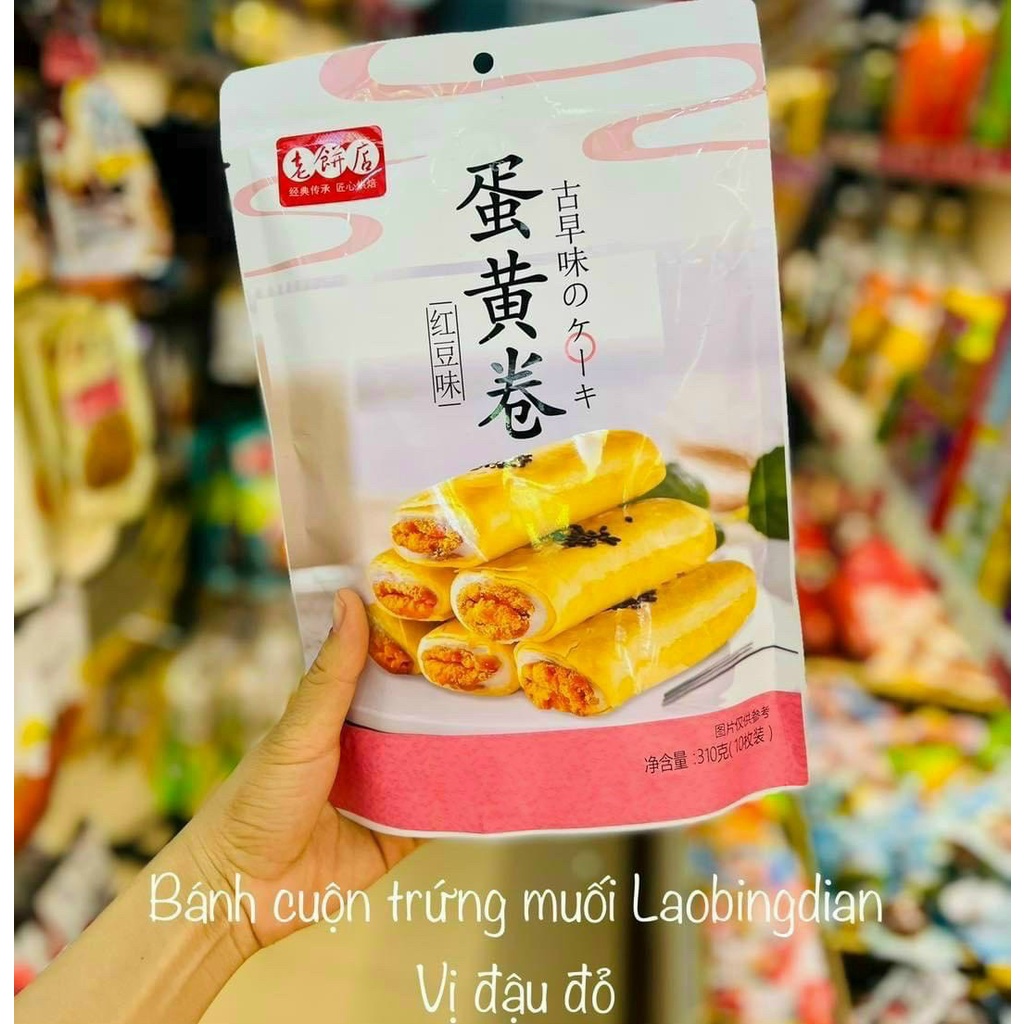 老餅店
经典传承 匠心烘焙
蛋黄卷
古早味のケーキ
红豆味
图片仅供参考
净含量:310克(10枚装)
Bánh cuộn trứng muối Laobingdian
Vị đậu đỏ